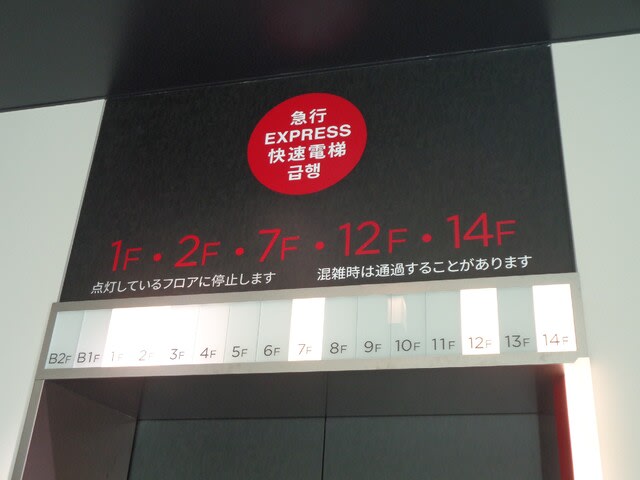 急行
EXPRESS
快速電梯
급행
1F・2F・7F・12F・14F
点灯しているフロアに停止します 混雑時は通過することがあります
B2F B1F 1F 2F 3F 4F 5F 6F 7F 8F 9F 10F 11F 12F 13F 14F